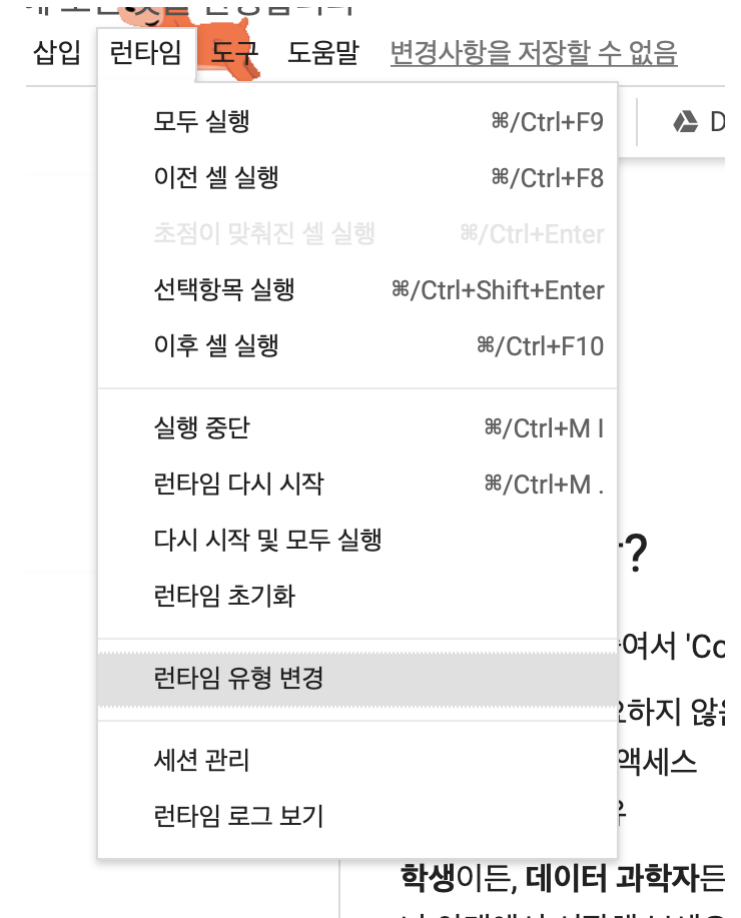 삽입 런타임 도구 도움말 변경사항을 저장할 수 없음
모두 실행 ⌘/Ctrl+F9
이전 셀 실행 ⌘/Ctrl+F8
초점이 맞춰진 셀 실행 ⌘/Ctrl+Enter
선택항목 실행 ⌘/Ctrl+Shift+Enter
이후 셀 실행 ⌘/Ctrl+F10
실행 중단 ⌘/Ctrl+M I
런타임 다시 시작 ⌘/Ctrl+M .
다시 시작 및 모두 실행
?
런타임 초기화
여서 'Co
런타임 유형 변경
하지 않
세션 관리
액세스
런타임 로그 보기
학생이든, 데이터 과학자든